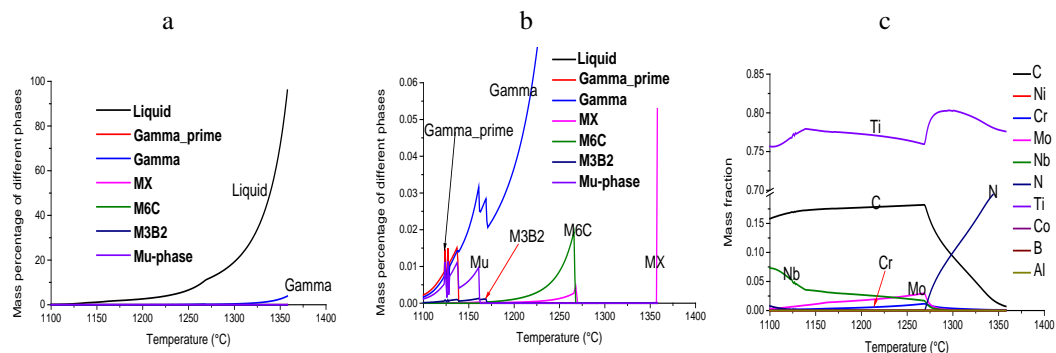 a
b
c
Mass percentage of different phases
100
80
60
40
20
0
1100 1150 1200 1250 1300 1350 1400
Temperature (°C)
Liquid
Gamma_prime
Gamma
MX
M6C
M3B2
Mu-phase
Liquid
Gamma
Mass percentage of different phases
0.06
0.05
0.04
0.03
0.02
0.01
0.00
1100 1150 1200 1250 1300 1350 1400
Temperature (°C)
Liquid
Gamma_prime
Gamma
MX
M6C
M3B2
Mu-phase
Gamma
Gamma_prime
M3B2
M6C
Mu
MX
Mass fraction
0.85
0.80
0.75
0.70
0.15
0.10
0.05
0.00
1100 1150 1200 1250 1300 1350 1400
Temperature (°C)
Ti
C
N
Nb
Cr
Mo
C
Ni
Cr
Mo
Nb
N
Ti
Co
B
Al